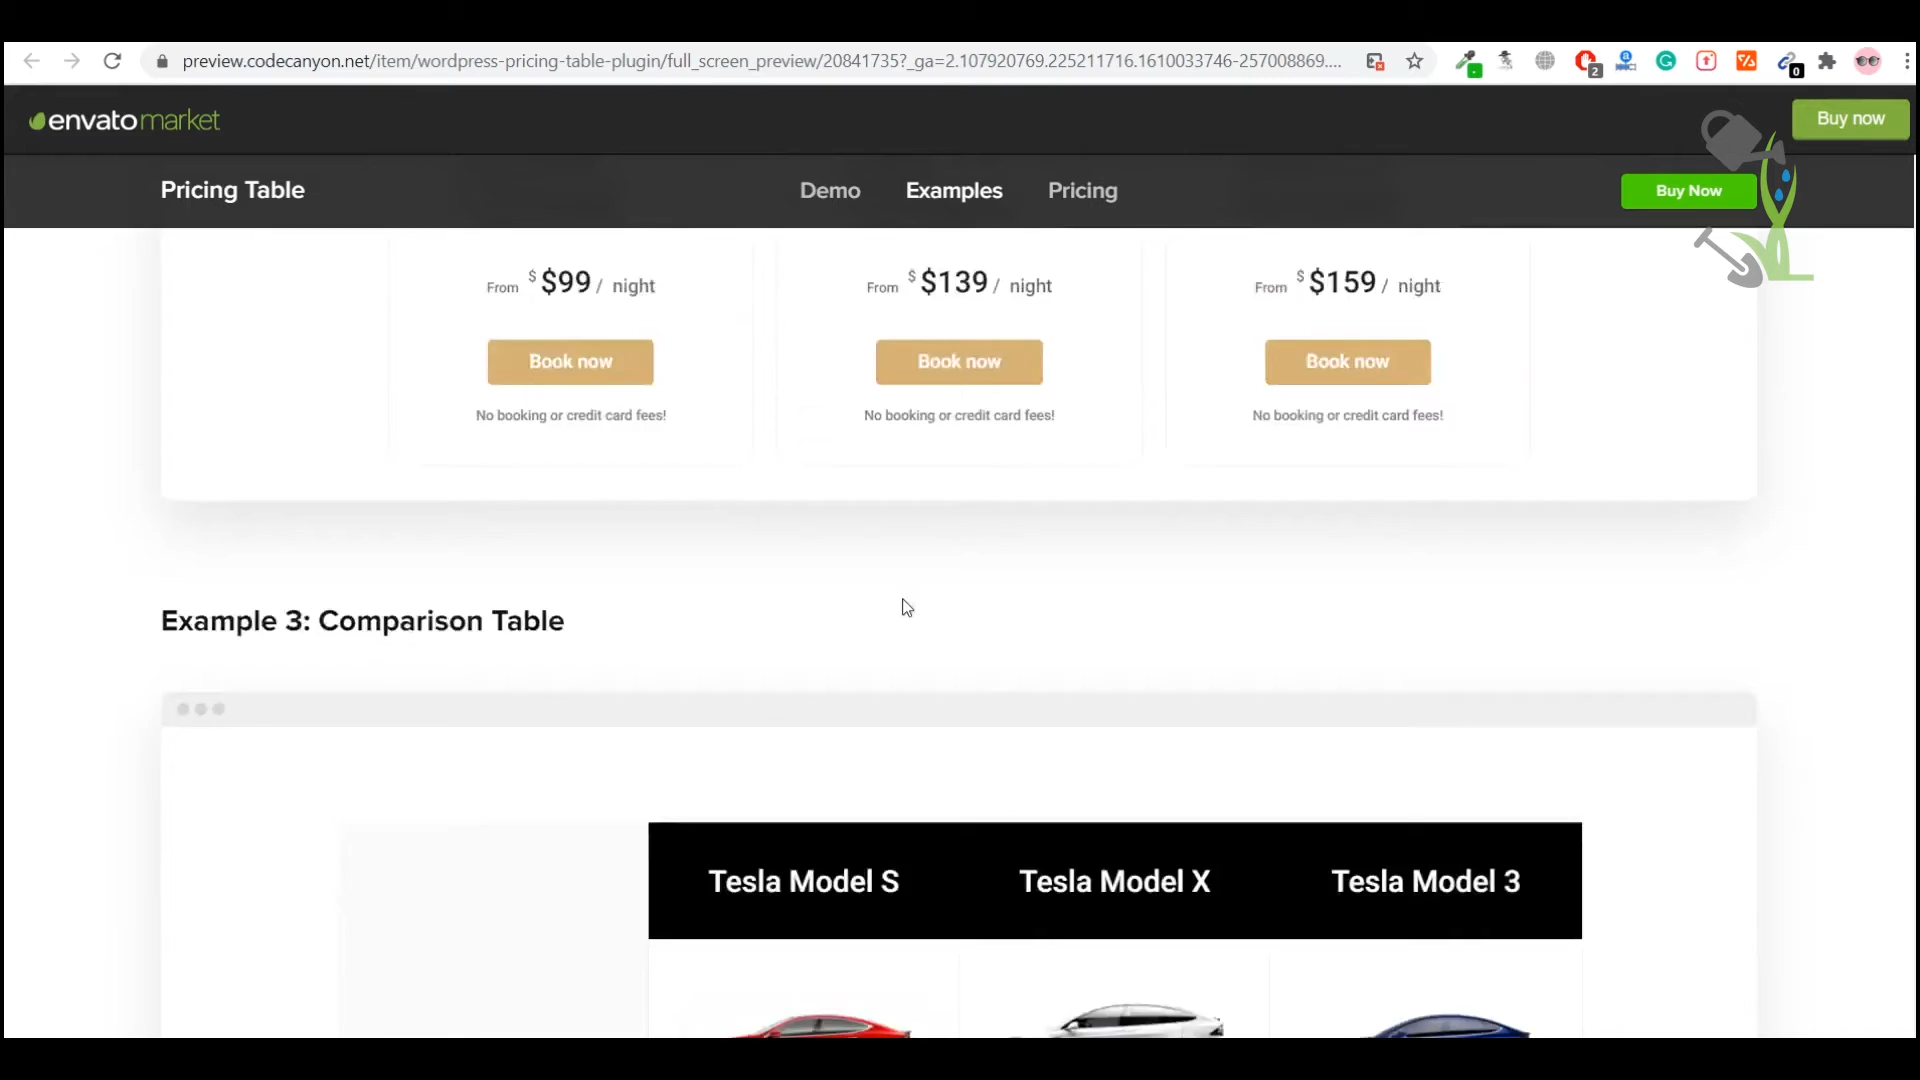 preview.codecanyon.net/item/wordpress-pricing-table-plugin/full_screen_preview/20841735?_ga=2.107920769.225211716.1610033746-257008869....
2
0
envatomarket
Buy now
Pricing Table
Demo
Examples
Pricing
Buy Now
From $ $99 / night
From $ $139 / night
From $ $159 / night
Book now
Book now
Book now
No booking or credit card fees!
No booking or credit card fees!
No booking or credit card fees!
Example 3: Comparison Table
Tesla Model S
Tesla Model X
Tesla Model 3